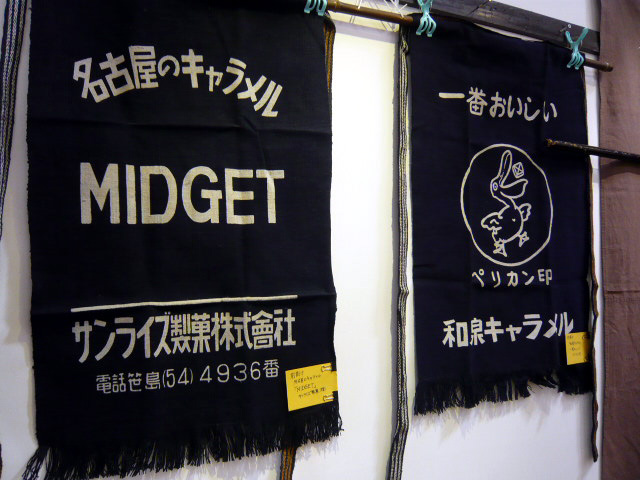 名古屋のキャラメル
MIDGET
サンライズ製菓株式會社
電話笹島(54)4936番
一番おいしい
ペリカン印
和泉キャラメル